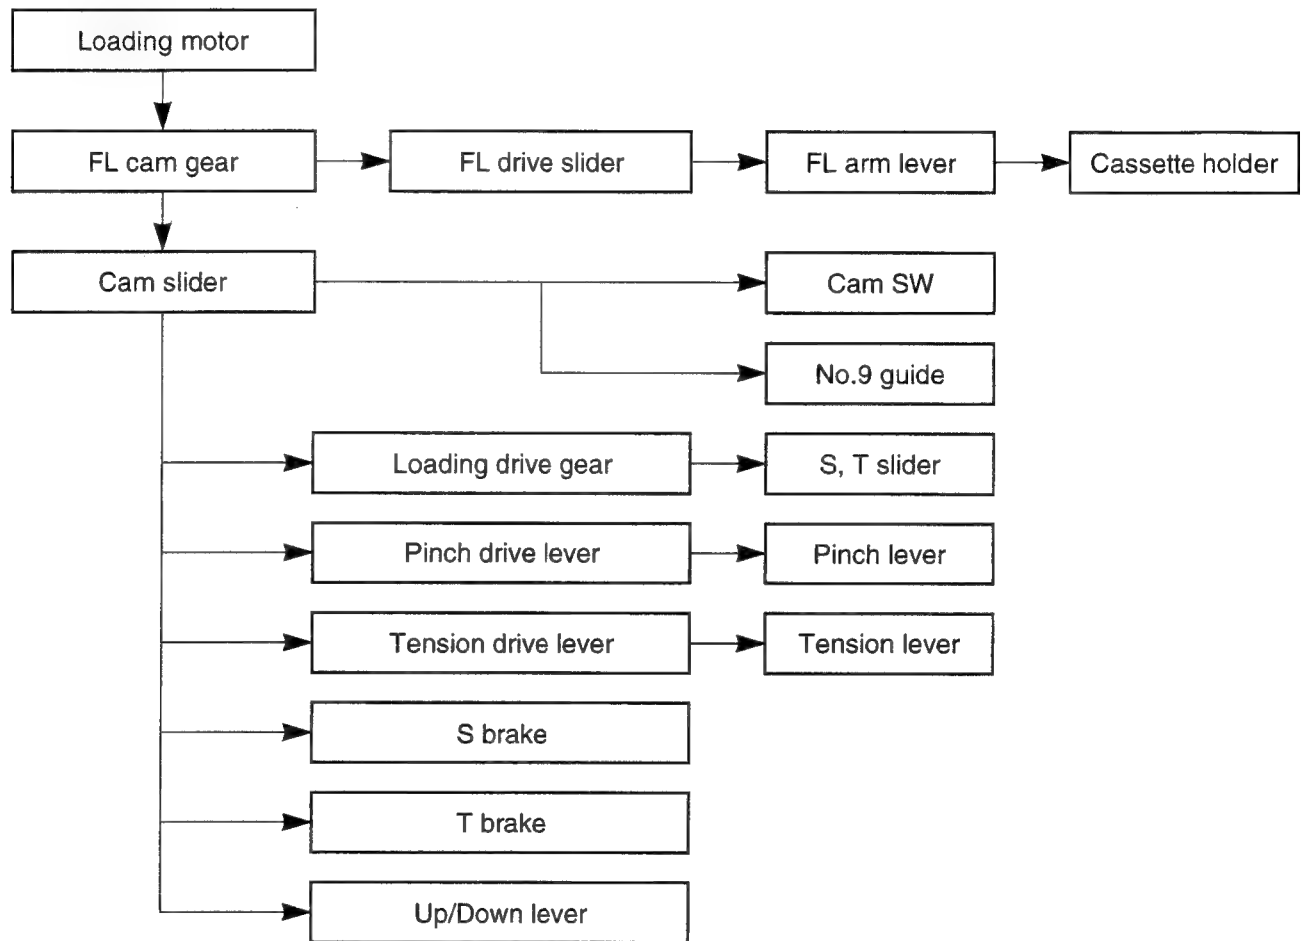 Loading motor
FL cam gear
FL drive slider
FL arm lever
Cassette holder
Cam slider
Cam SW
No.9 guide
Loading drive gear
S, T slider
Pinch drive lever
Pinch lever
Tension drive lever
Tension lever
S brake
T brake
Up/Down lever